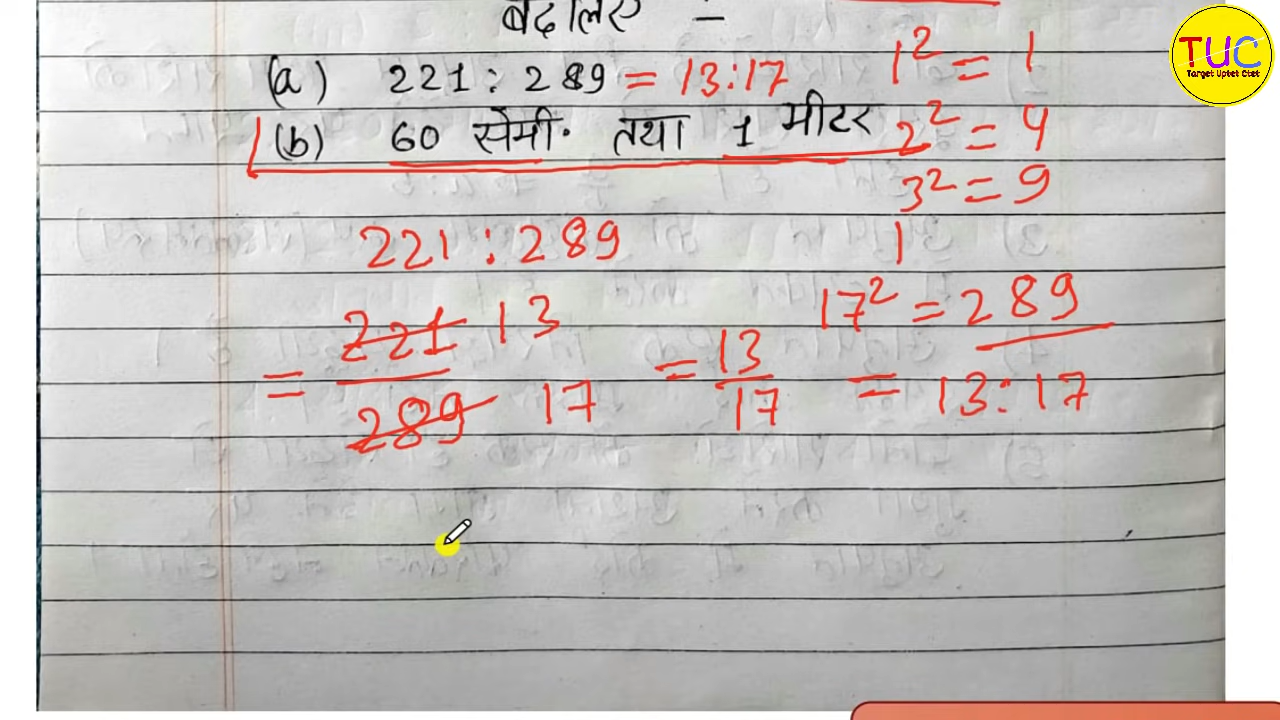 बदलिए :-
(a) 221 : 289 = 13:17
(b) 60 सेमी. तथा 1 मीटर
1² = 1
2² = 4
3² = 9
1
221 : 289
17² = 289
= 221 13
289 17
= 13
17
= 13:17
TUC
Target Uptet Ctet